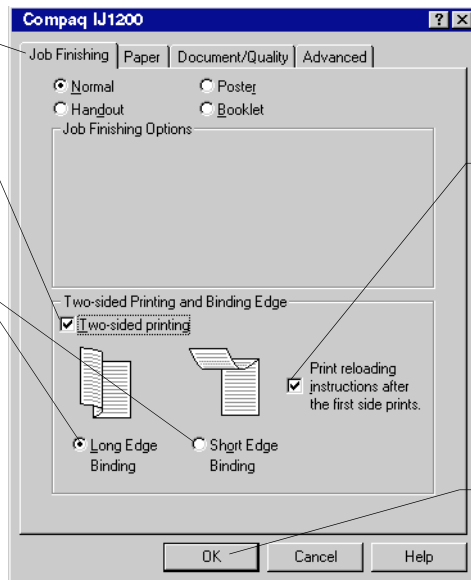 Compaq IJ1200
Job Finishing Paper Document/Quality Advanced
Normal Poster
Handout Booklet
Job Finishing Options
Two-sided Printing and Binding Edge
Two-sided printing
Print reloading
instructions after
the first side prints.
Long Edge
Binding
Short Edge
Binding
OK Cancel Help